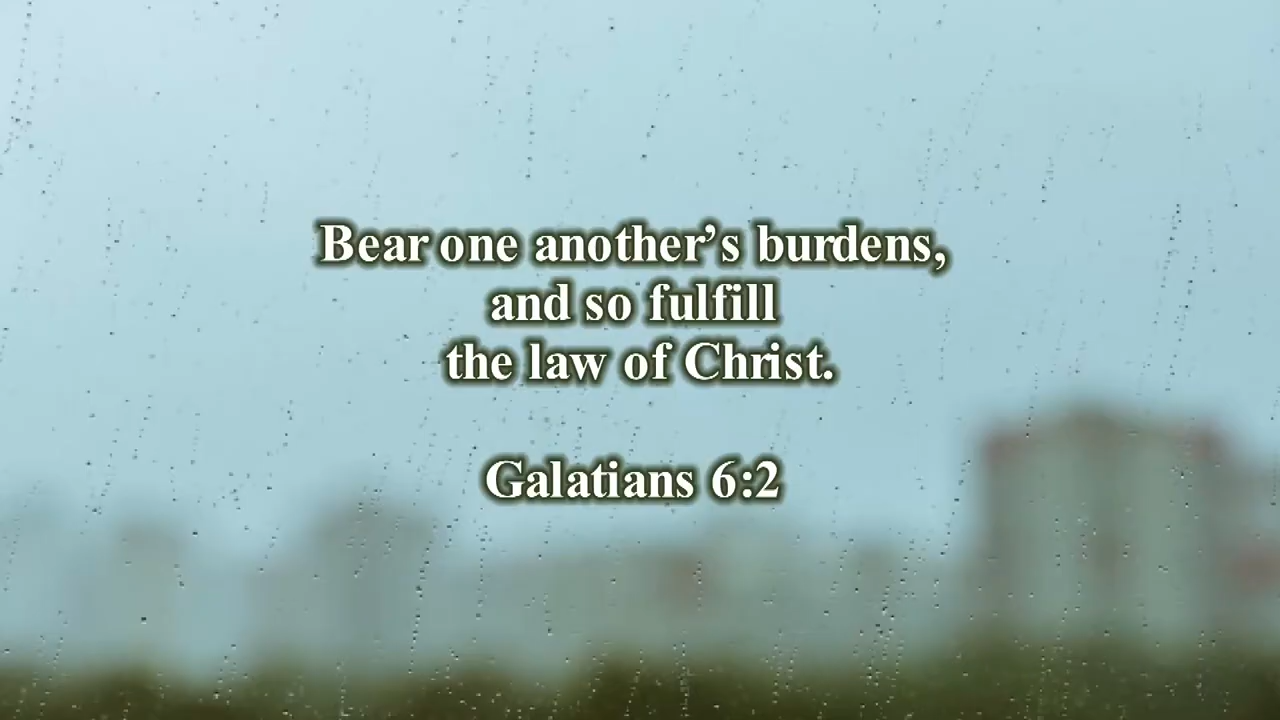 Bear one another’s burdens,
and so fulfill
the law of Christ.
Galatians 6:2